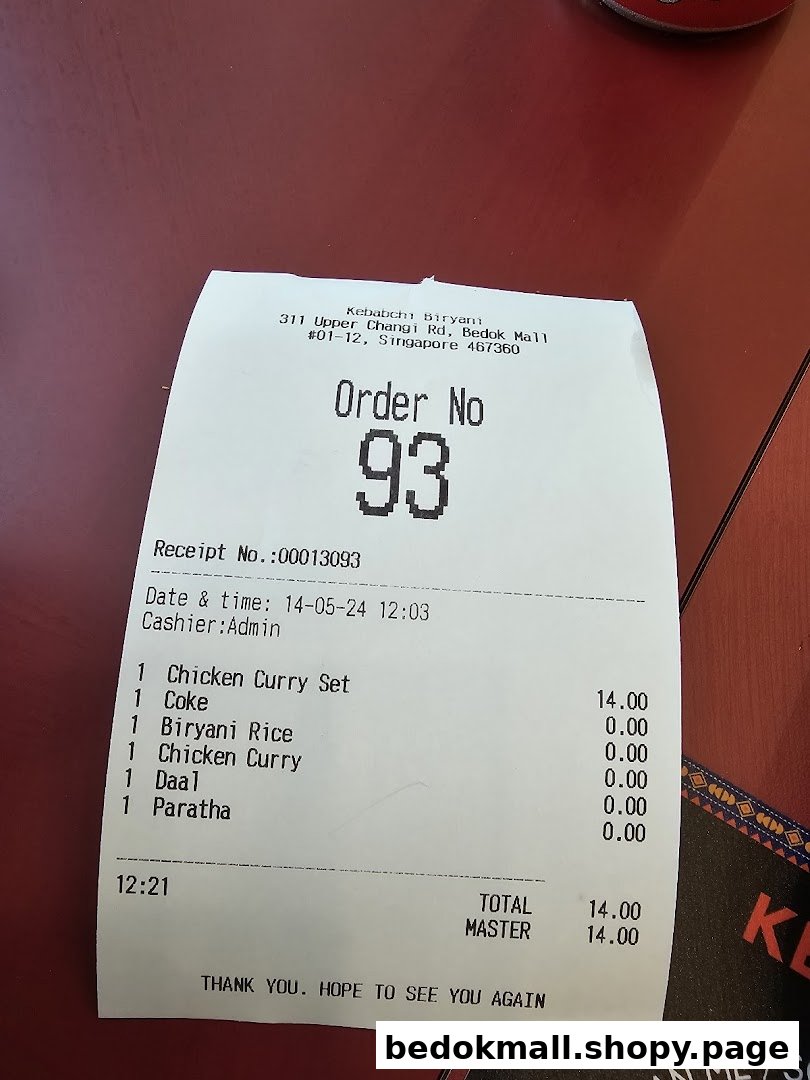 Kebabchi Biryani
311 Upper Changi Rd, Bedok Mall
#01-12, Singapore 467360
Order No
93
Receipt No.:00013093
Date & time: 14-05-24 12:03
Cashier:Admin
1 Chicken Curry Set 14.00
1 Coke 0.00
1 Biryani Rice 0.00
1 Chicken Curry 0.00
1 Daal 0.00
1 Paratha 0.00
12:21
TOTAL 14.00
MASTER 14.00
THANK YOU. HOPE TO SEE YOU AGAIN
KE
bedokmall.shopy.page